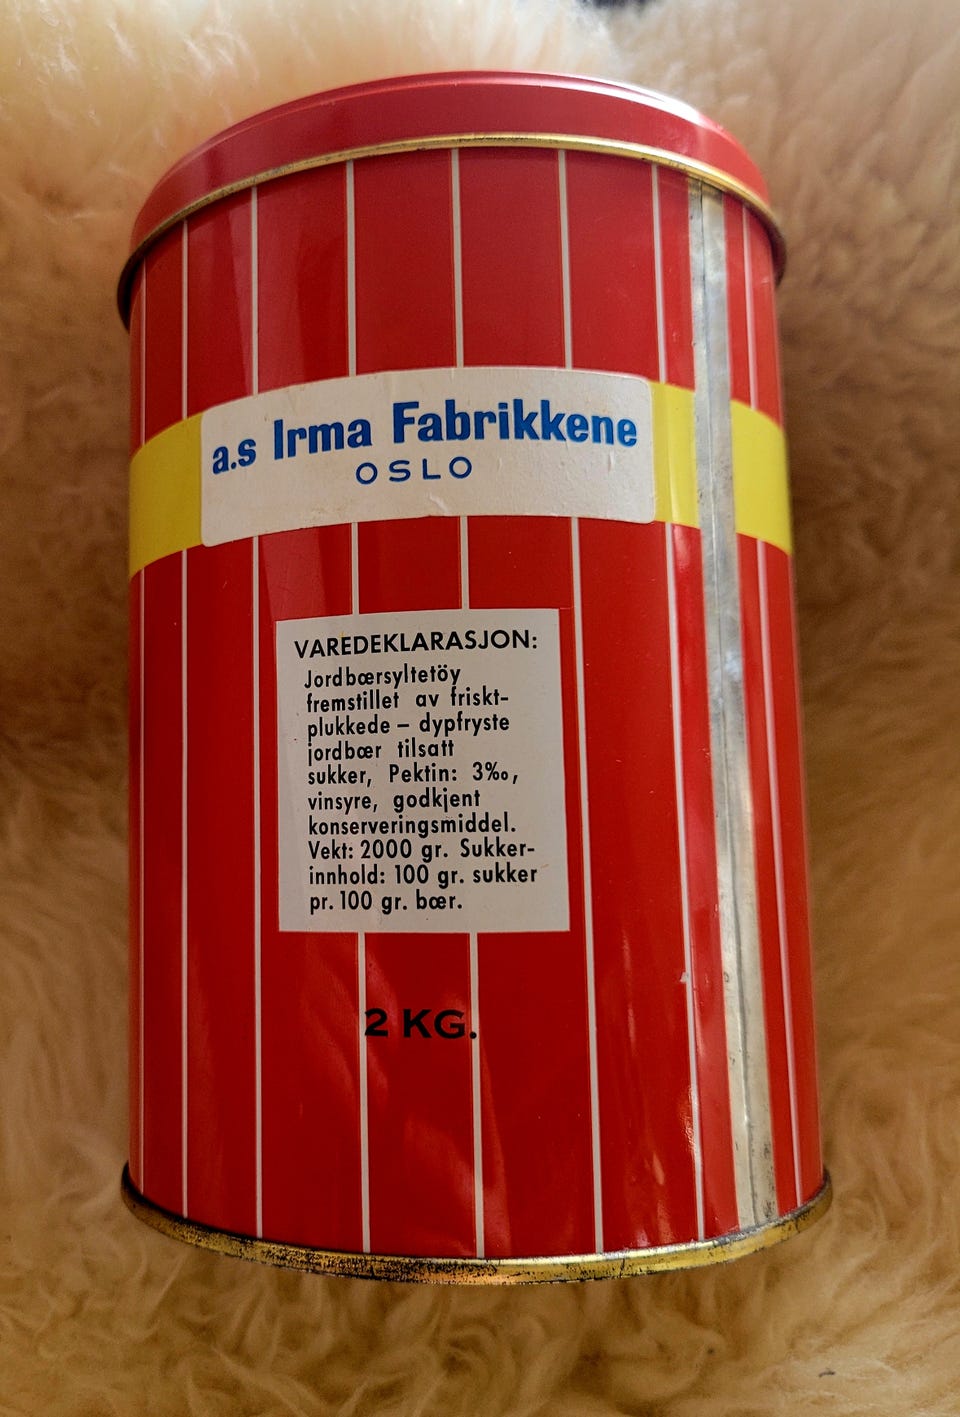 a.s Irma Fabrikkene
OSLO
VAREDEKLARASJON:
Jordbærsyltetöy
fremstillet av friskt-
plukkede – dypfryste
jordbær tilsatt
sukker, Pektin: 3‰,
vinsyre, godkjent
konserveringsmiddel.
Vekt: 2000 gr. Sukker-
innhold: 100 gr. sukker
pr. 100 gr. bær.
2 KG.